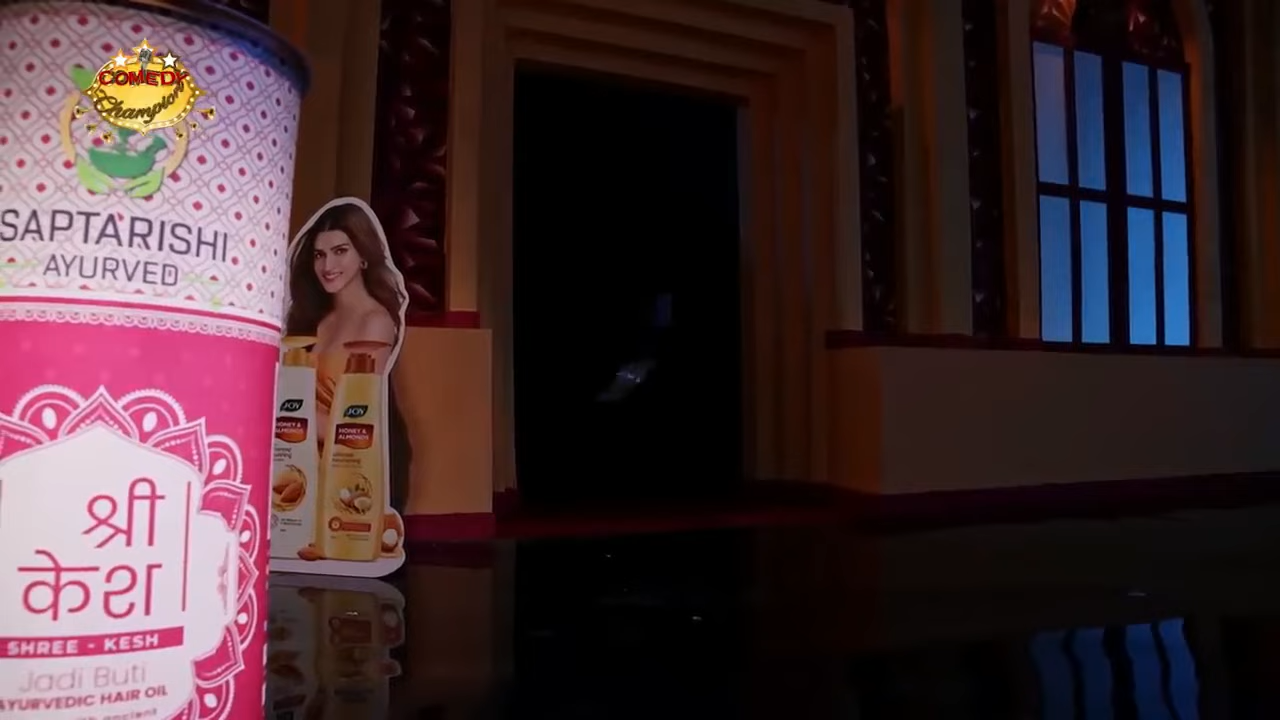 COMEDY
Champions
SAPTARISHI
AYURVED
श्री
केश
SHREE - KESH
Jadi Buti
AYURVEDIC HAIR OIL
JOY
HONEY &
ALMONDS
JOY
HONEY &
ALMONDS